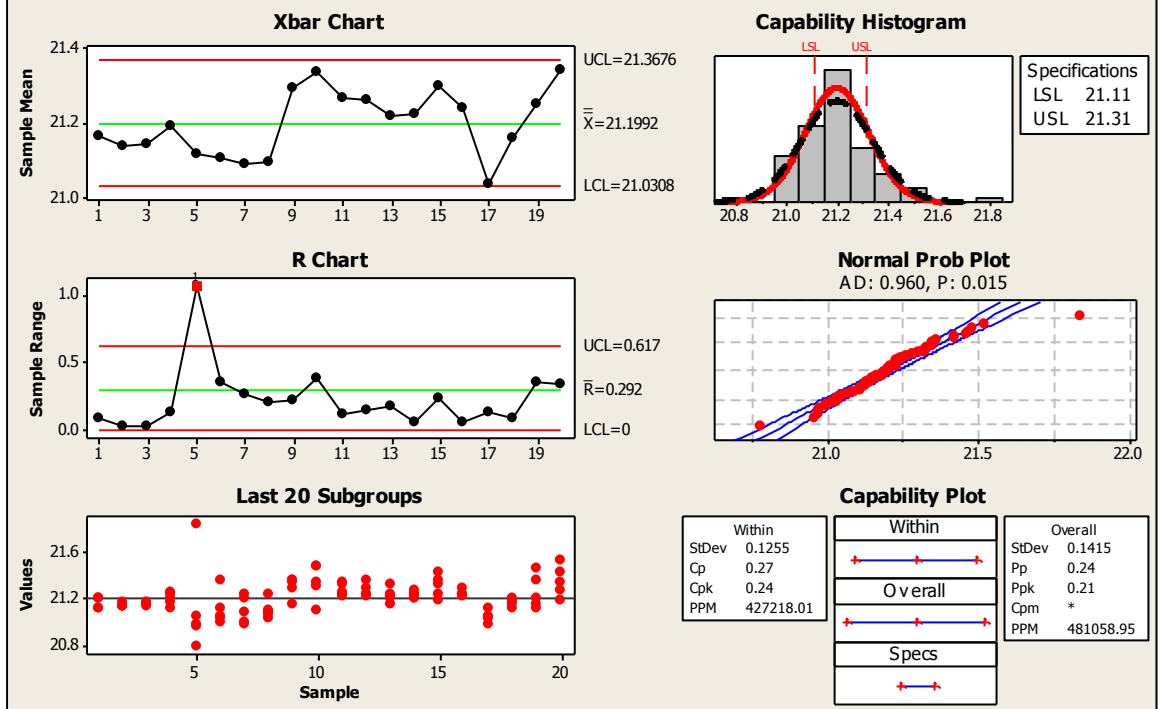 Xbar Chart
Sample Mean
21.4
21.2
21.0
1 3 5 7 9 11 13 15 17 19
UCL=21.3676
X̿=21.1992
LCL=21.0308
Capability Histogram
LSL USL
20.8 21.0 21.2 21.4 21.6 21.8
Specifications
LSL 21.11
USL 21.31
R Chart
Sample Range
1.0
0.5
0.0
1
1 3 5 7 9 11 13 15 17 19
UCL=0.617
R̅=0.292
LCL=0
Normal Prob Plot
AD: 0.960, P: 0.015
21.0 21.5 22.0
Last 20 Subgroups
Values
21.6
21.2
20.8
5 10 15 20
Sample
Capability Plot
Within
StDev 0.1255
Cp 0.27
Cpk 0.24
PPM 427218.01
Within
Overall
Specs
Overall
StDev 0.1415
Pp 0.24
Ppk 0.21
Cpm *
PPM 481058.95